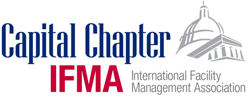 Capital Chapter
IFMA
International Facility
Management Association